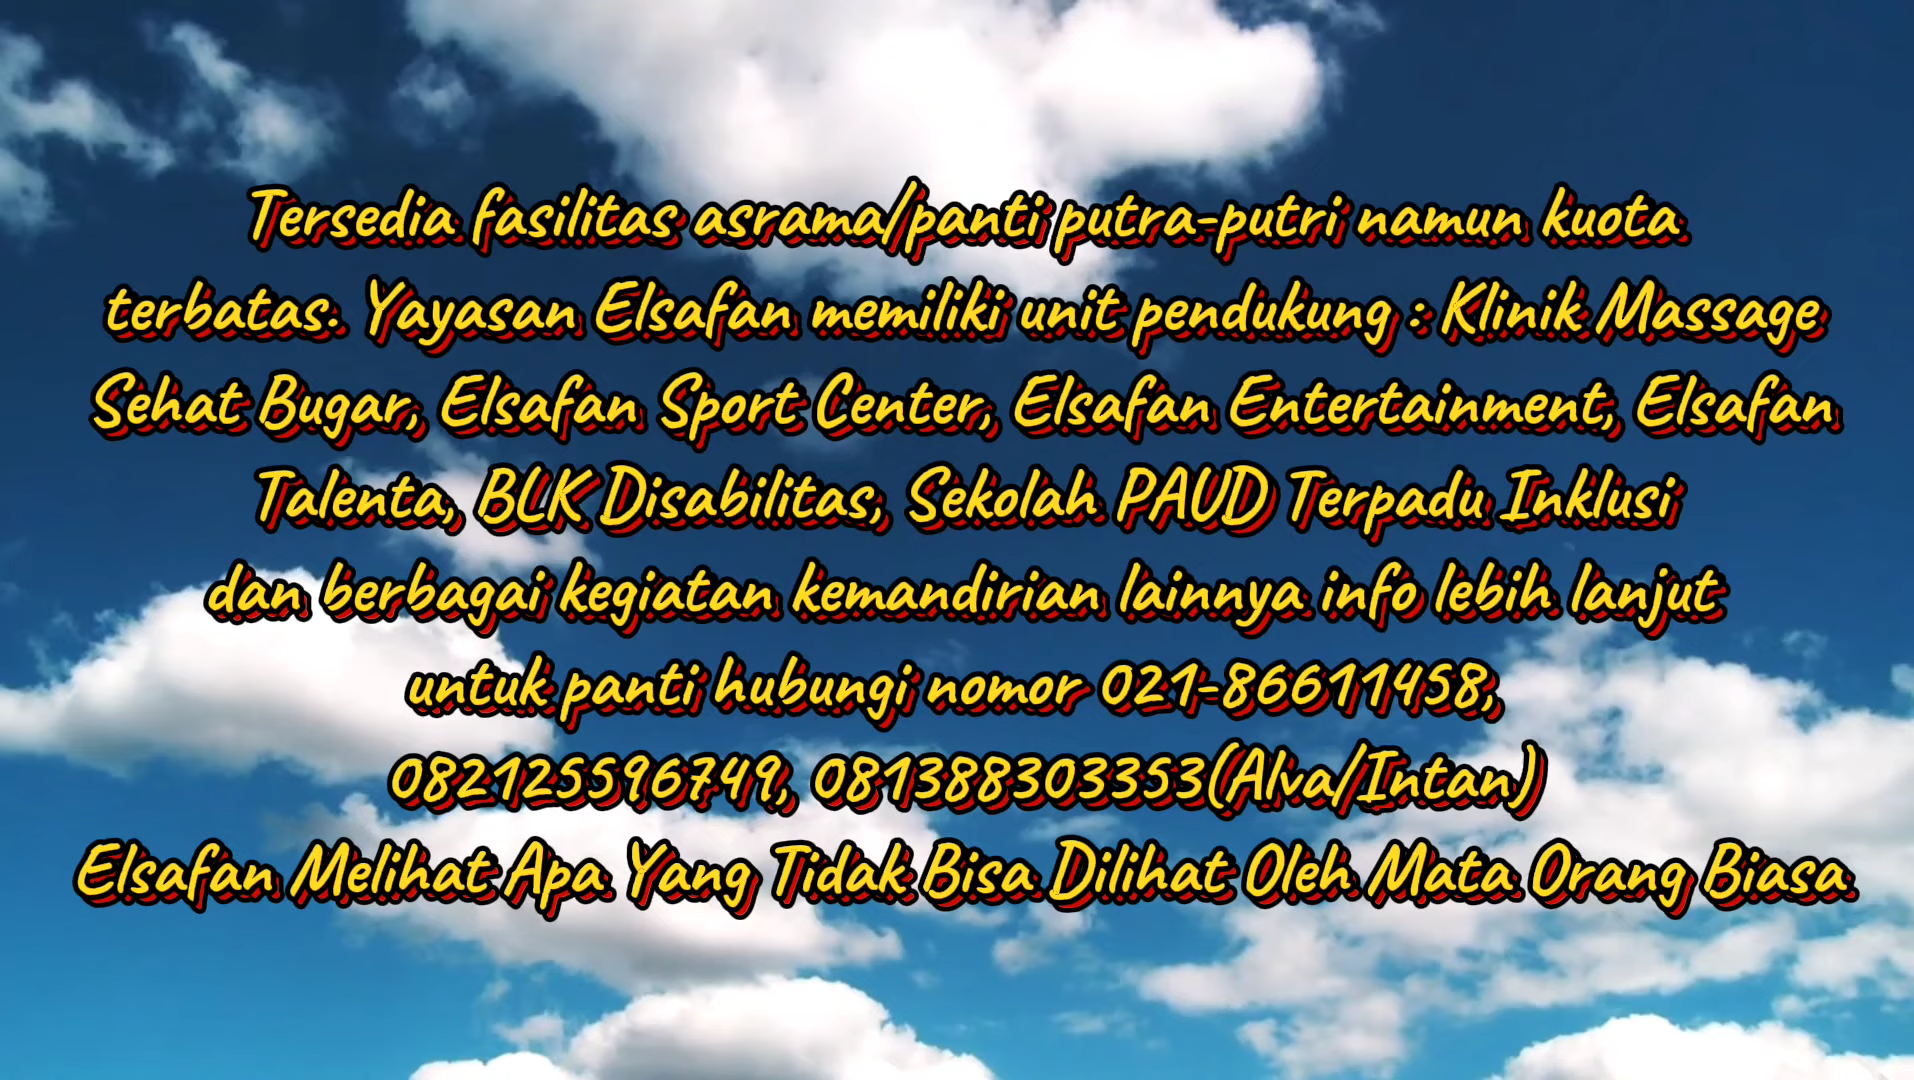 Tersedia fasilitas asrama/panti putra-putri namun kuota
terbatas. Yayasan Elsafan memiliki unit pendukung : Klinik Massage
Sehat Bugar, Elsafan Sport Center, Elsafan Entertainment, Elsafan
Talenta, BLK Disabilitas, Sekolah PAUD Terpadu Inklusi
dan berbagai kegiatan kemandirian lainnya info lebih lanjut
untuk panti hubungi nomor 021-86611458,
082125596749, 081388303353(Alva/Intan)
Elsafan Melihat Apa Yang Tidak Bisa Dilihat Oleh Mata Orang Biasa